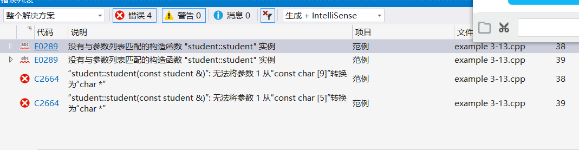 整个解决方案 错误 4 警告 0 消息 0 生成 + IntelliSense
代码 说明 项目 文件
E0289 没有与参数列表匹配的构造函数 "student::student" 实例 范例 example 3-13.cpp 38
E0289 没有与参数列表匹配的构造函数 "student::student" 实例 范例 example 3-13.cpp 39
C2664 “student::student(const student &)”: 无法将参数 1 从“const char [9]”转换为“char *” 范例 example 3-13.cpp 38
C2664 “student::student(const student &)”: 无法将参数 1 从“const char [5]”转换为“char *” 范例 example 3-13.cpp 39